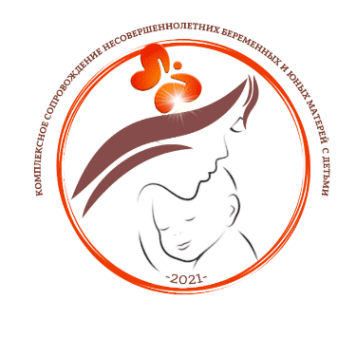 КОМПЛЕКСНОЕ СОПРОВОЖДЕНИЕ НЕСОВЕРШЕННОЛЕТНИХ БЕРЕМЕННЫХ И ЮНЫХ МАТЕРЕЙ С ДЕТЬМИ
-2021-